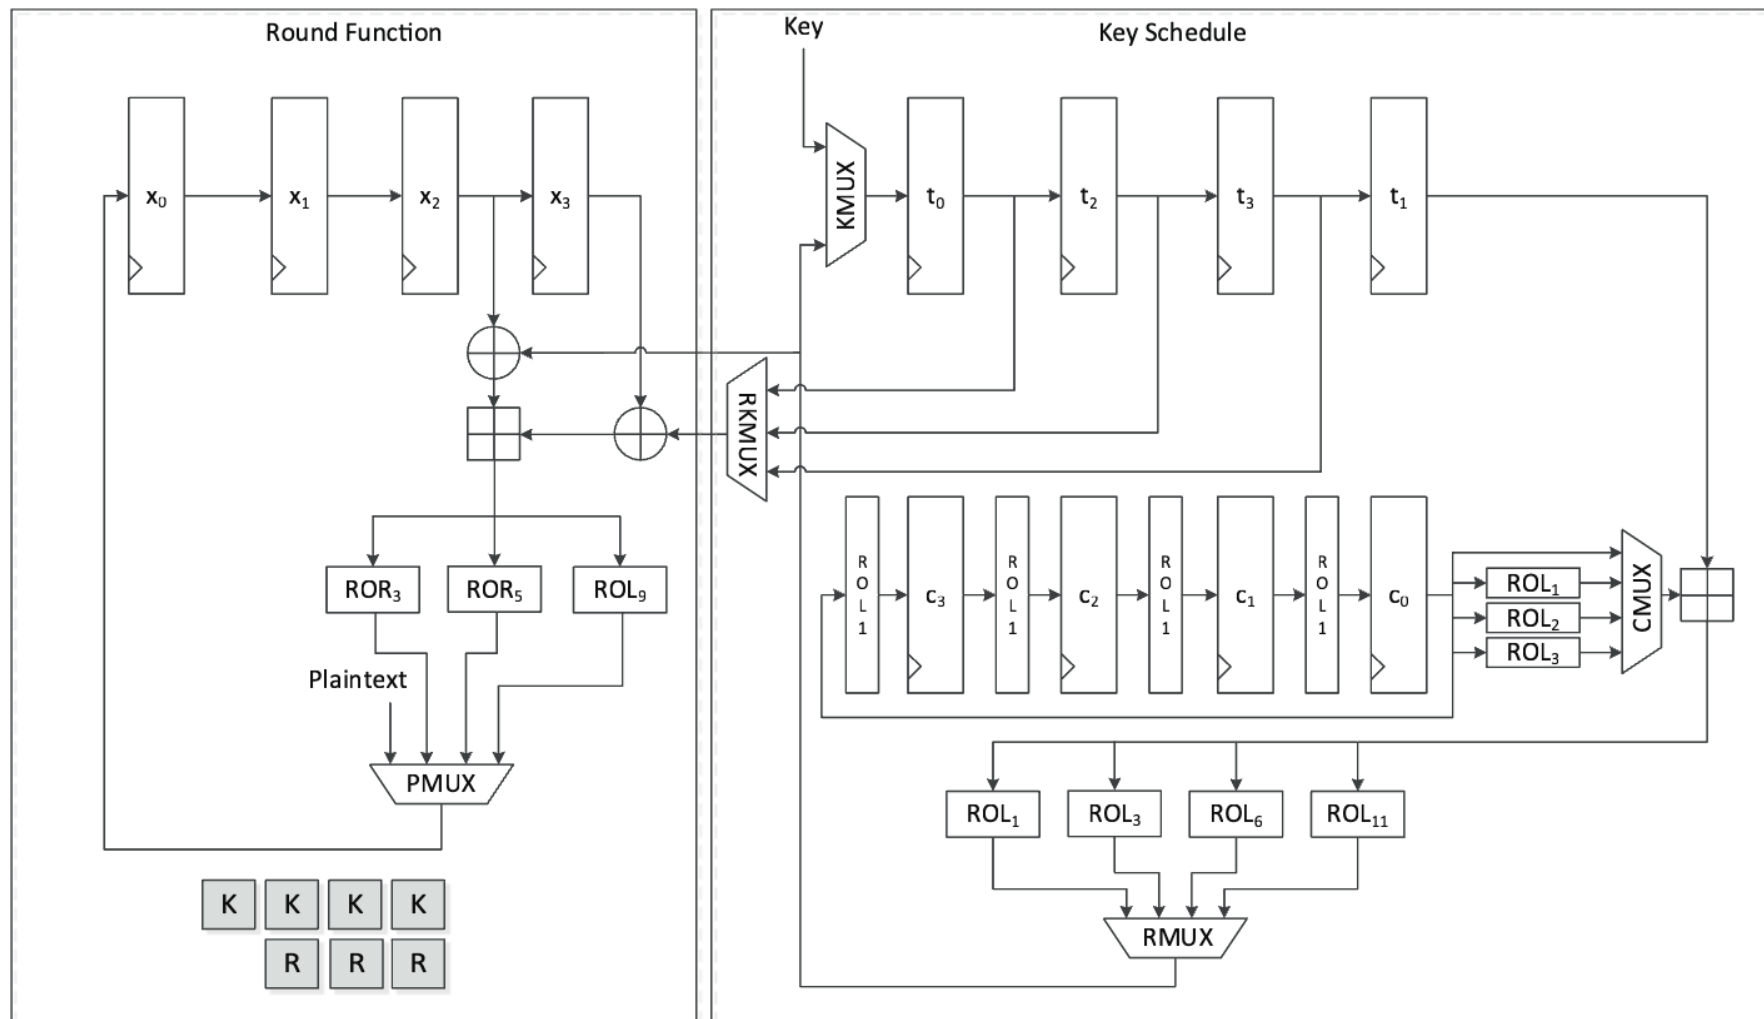 Round Function
Key Schedule
Key
x0
x1
x2
x3
KMUX
t0
t2
t3
t1
RKMUX
ROR3
ROR5
ROL9
Plaintext
PMUX
ROL1
c3
ROL1
c2
ROL1
c1
ROL1
c0
ROL1
ROL2
ROL3
CMUX
ROL1
ROL3
ROL6
ROL11
RMUX
K K K K
R R R